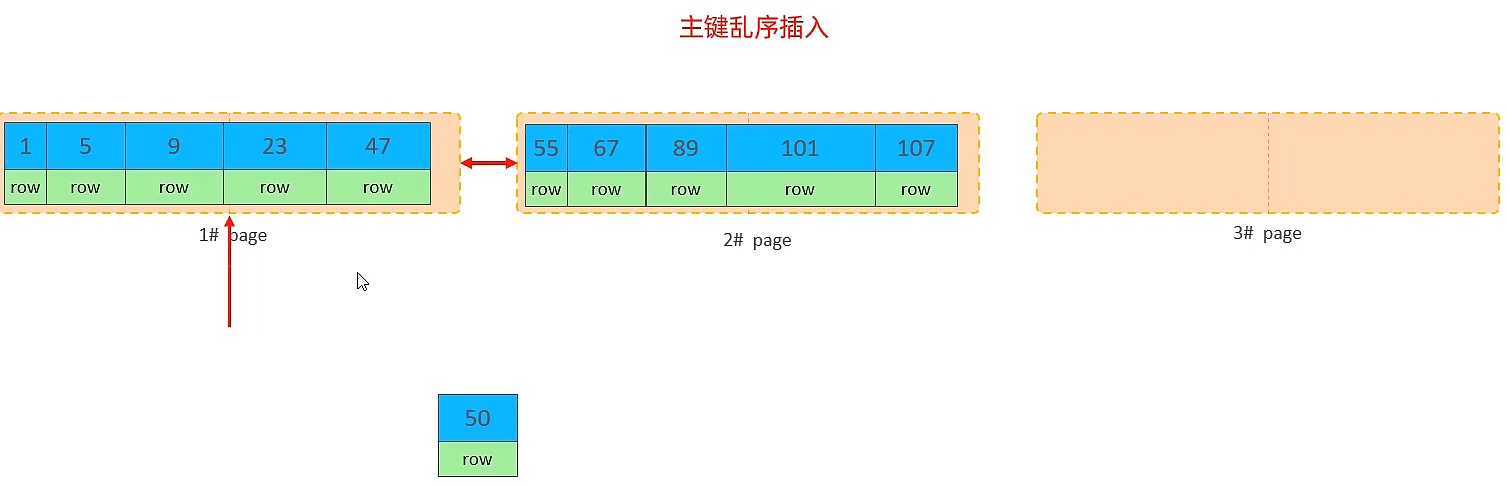 主键乱序插入
1 5 9 23 47
row row row row row
55 67 89 101 107
row row row row row
1# page
2# page
3# page
50
row